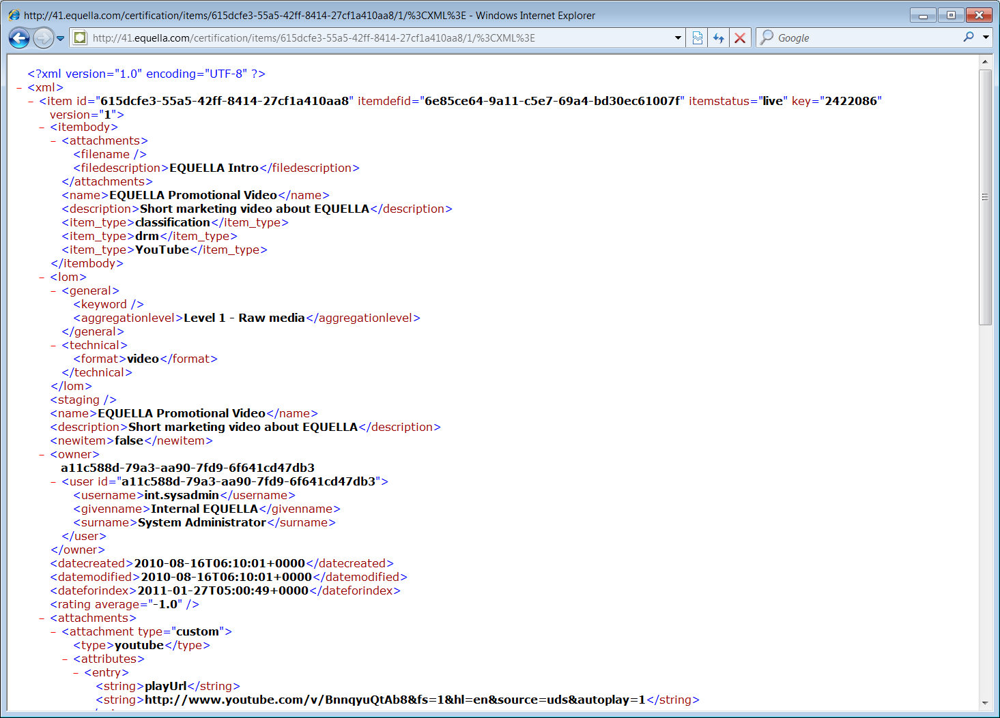 http://41.equella.com/certification/items/615dcfe3-55a5-42ff-8414-27cf1a410aa8/1/%3CXML%3E - Windows Internet Explorer
http://41.equella.com/certification/items/615dcfe3-55a5-42ff-8414-27cf1a410aa8/1/%3CXML%3E
Google
<?xml version="1.0" encoding="UTF-8" ?>
- <xml>
- <item id="615dcfe3-55a5-42ff-8414-27cf1a410aa8" itemdefid="6e85ce64-9a11-c5e7-69a4-bd30ec61007f" itemstatus="live" key="2422086"
version="1">
- <itembody>
- <attachments>
<filename />
<filedescription>EQUELLA Intro</filedescription>
</attachments>
<name>EQUELLA Promotional Video</name>
<description>Short marketing video about EQUELLA</description>
<item_type>classification</item_type>
<item_type>drm</item_type>
<item_type>YouTube</item_type>
</itembody>
- <lom>
- <general>
<keyword />
<aggregationlevel>Level 1 - Raw media</aggregationlevel>
</general>
- <technical>
<format>video</format>
</technical>
</lom>
<staging />
<name>EQUELLA Promotional Video</name>
<description>Short marketing video about EQUELLA</description>
<newitem>false</newitem>
- <owner>
a11c588d-79a3-aa90-7fd9-6f641cd47db3
- <user id="a11c588d-79a3-aa90-7fd9-6f641cd47db3">
<username>int.sysadmin</username>
<givenname>Internal EQUELLA</givenname>
<surname>System Administrator</surname>
</user>
</owner>
<datecreated>2010-08-16T06:10:01+0000</datecreated>
<datemodified>2010-08-16T06:10:01+0000</datemodified>
<dateforindex>2011-01-27T05:00:49+0000</dateforindex>
<rating average="-1.0" />
- <attachments>
- <attachment type="custom">
<type>youtube</type>
- <attributes>
- <entry>
<string>playUrl</string>
<string>http://www.youtube.com/v/BnnqyuQtAb8&fs=1&hl=en&source=uds&autoplay=1</string>